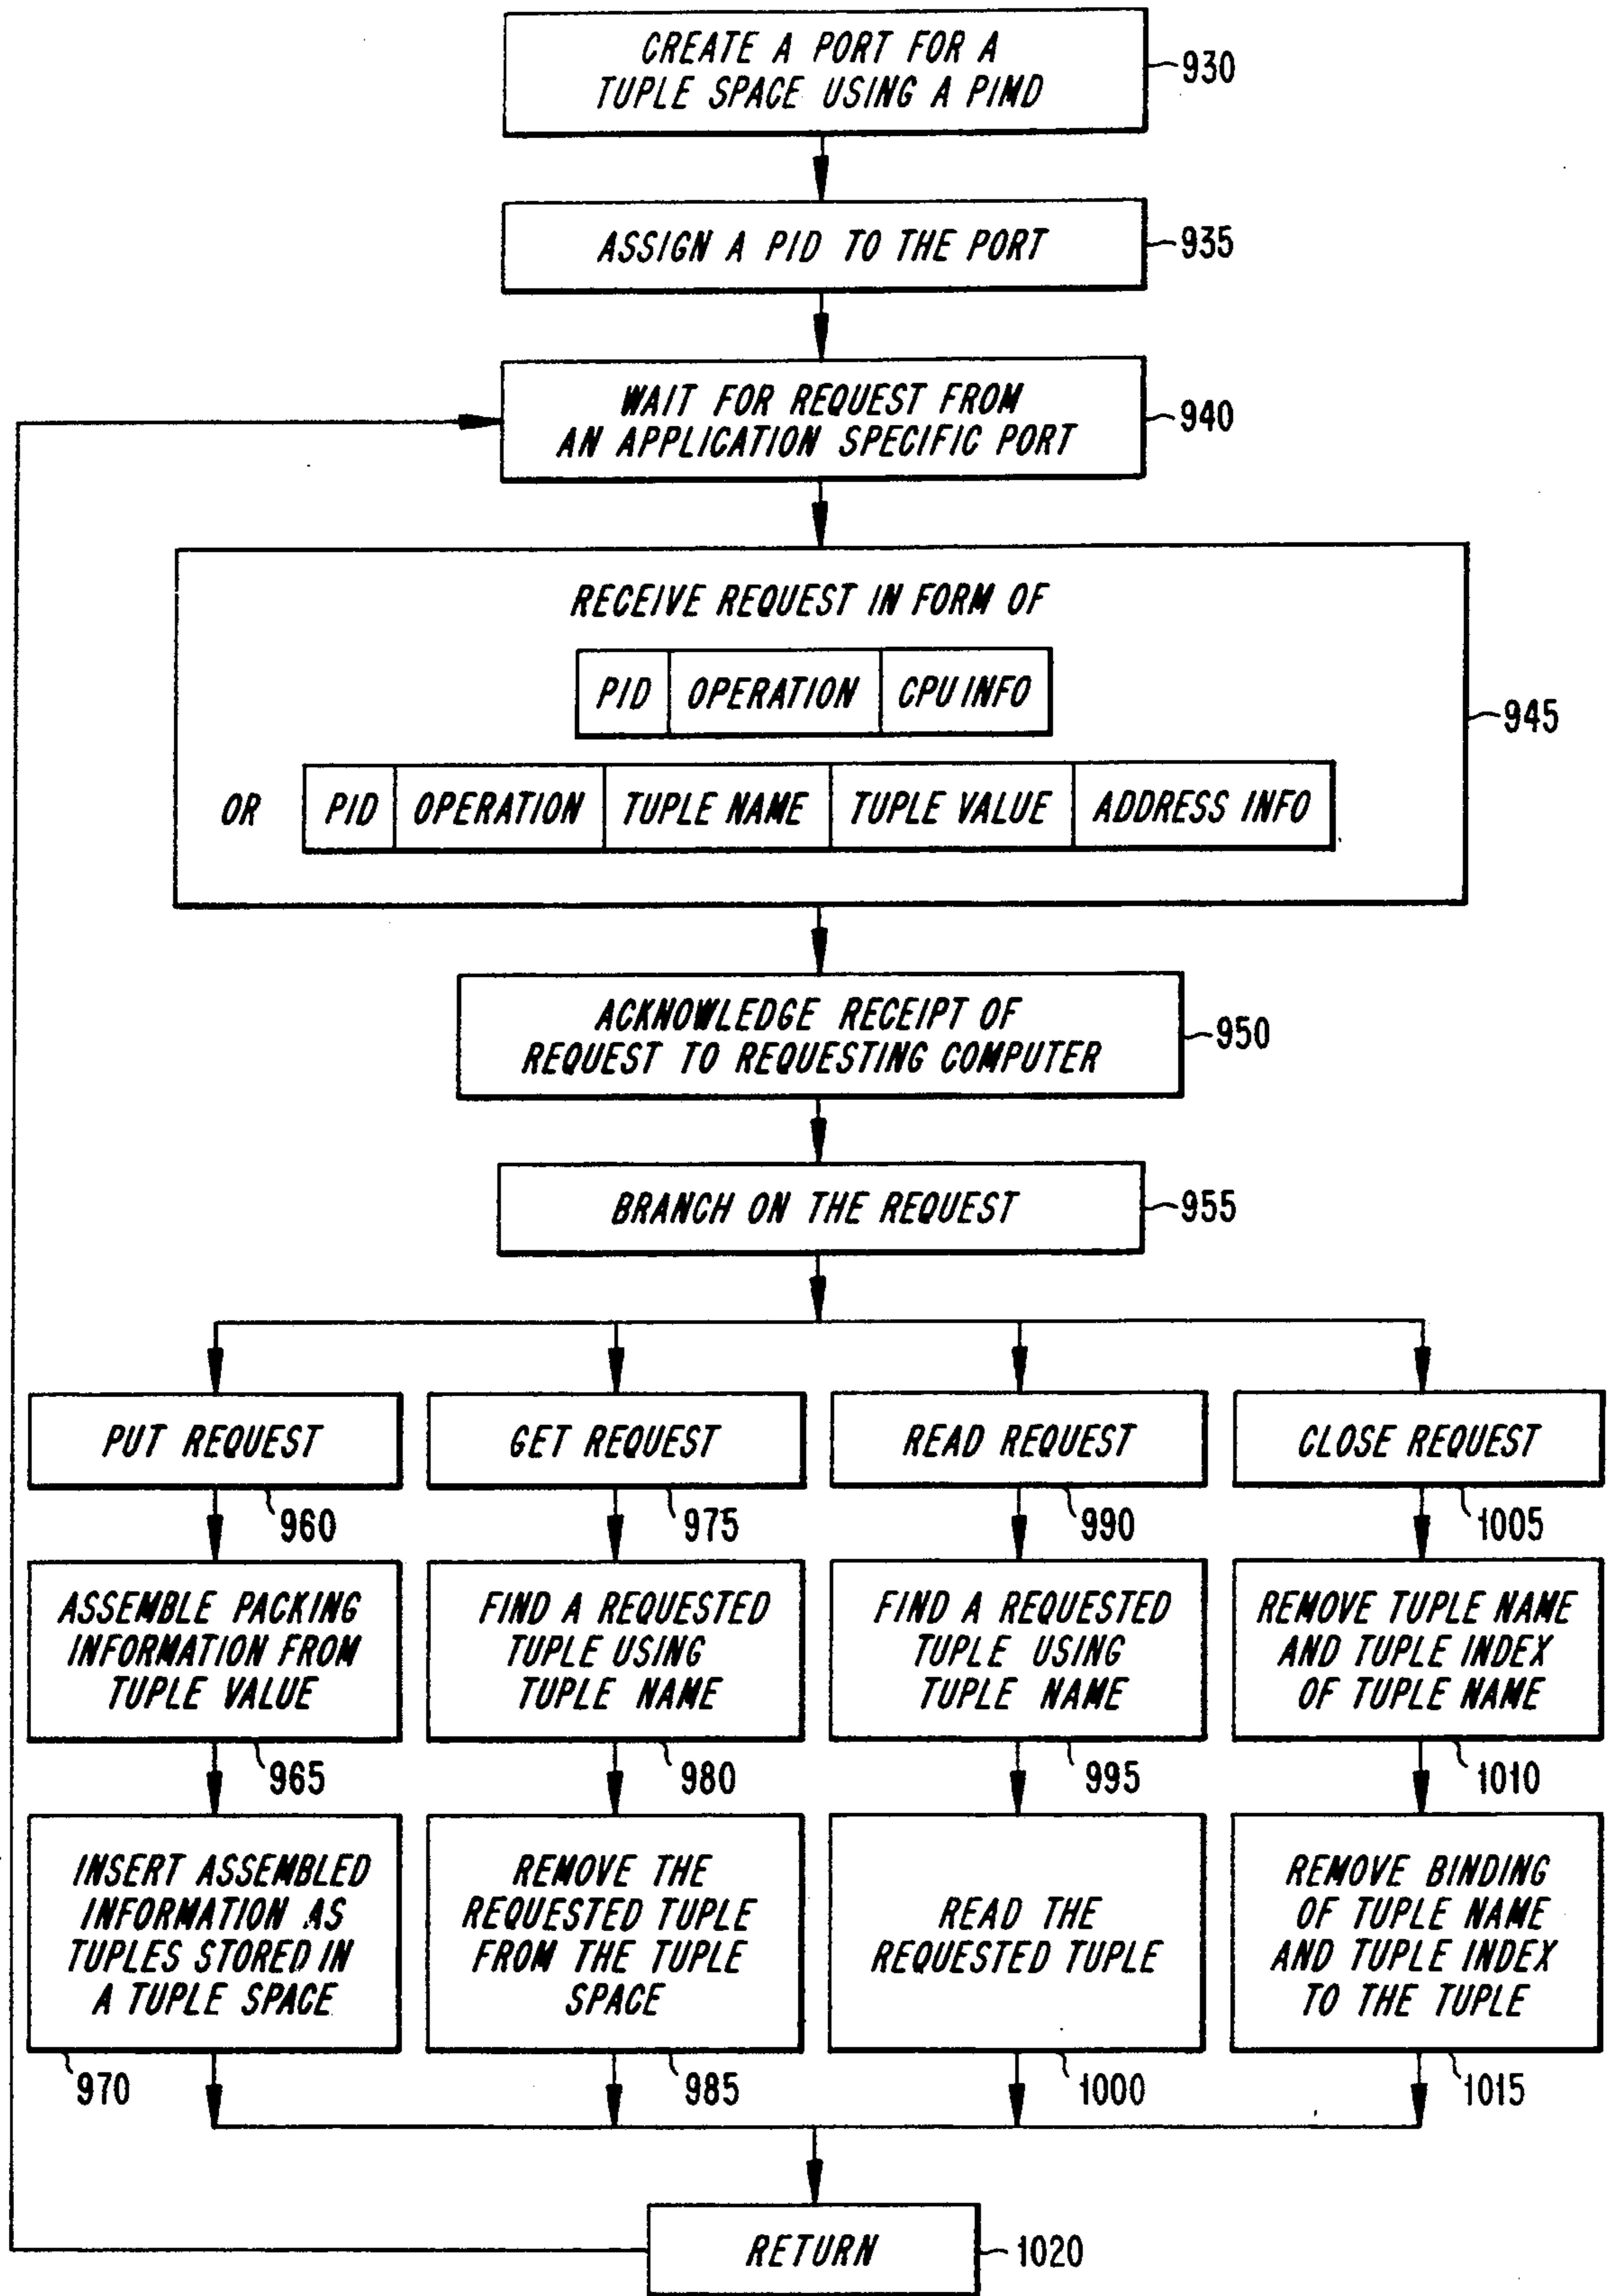 CREATE A PORT FOR A
TUPLE SPACE USING A PIMD
930
ASSIGN A PID TO THE PORT
935
WAIT FOR REQUEST FROM
AN APPLICATION SPECIFIC PORT
940
RECEIVE REQUEST IN FORM OF
PID OPERATION CPU INFO
945
OR PID OPERATION TUPLE NAME TUPLE VALUE ADDRESS INFO
ACKNOWLEDGE RECEIPT OF
REQUEST TO REQUESTING COMPUTER
950
BRANCH ON THE REQUEST
955
PUT REQUEST
960
GET REQUEST
975
READ REQUEST
990
CLOSE REQUEST
1005
ASSEMBLE PACKING
INFORMATION FROM
TUPLE VALUE
965
FIND A REQUESTED
TUPLE USING
TUPLE NAME
980
FIND A REQUESTED
TUPLE USING
TUPLE NAME
995
REMOVE TUPLE NAME
AND TUPLE INDEX
OF TUPLE NAME
1010
INSERT ASSEMBLED
INFORMATION AS
TUPLES STORED IN
A TUPLE SPACE
970
REMOVE THE
REQUESTED TUPLE
FROM THE TUPLE
SPACE
985
READ THE
REQUESTED TUPLE
1000
REMOVE BINDING
OF TUPLE NAME
AND TUPLE INDEX
TO THE TUPLE
1015
RETURN
1020